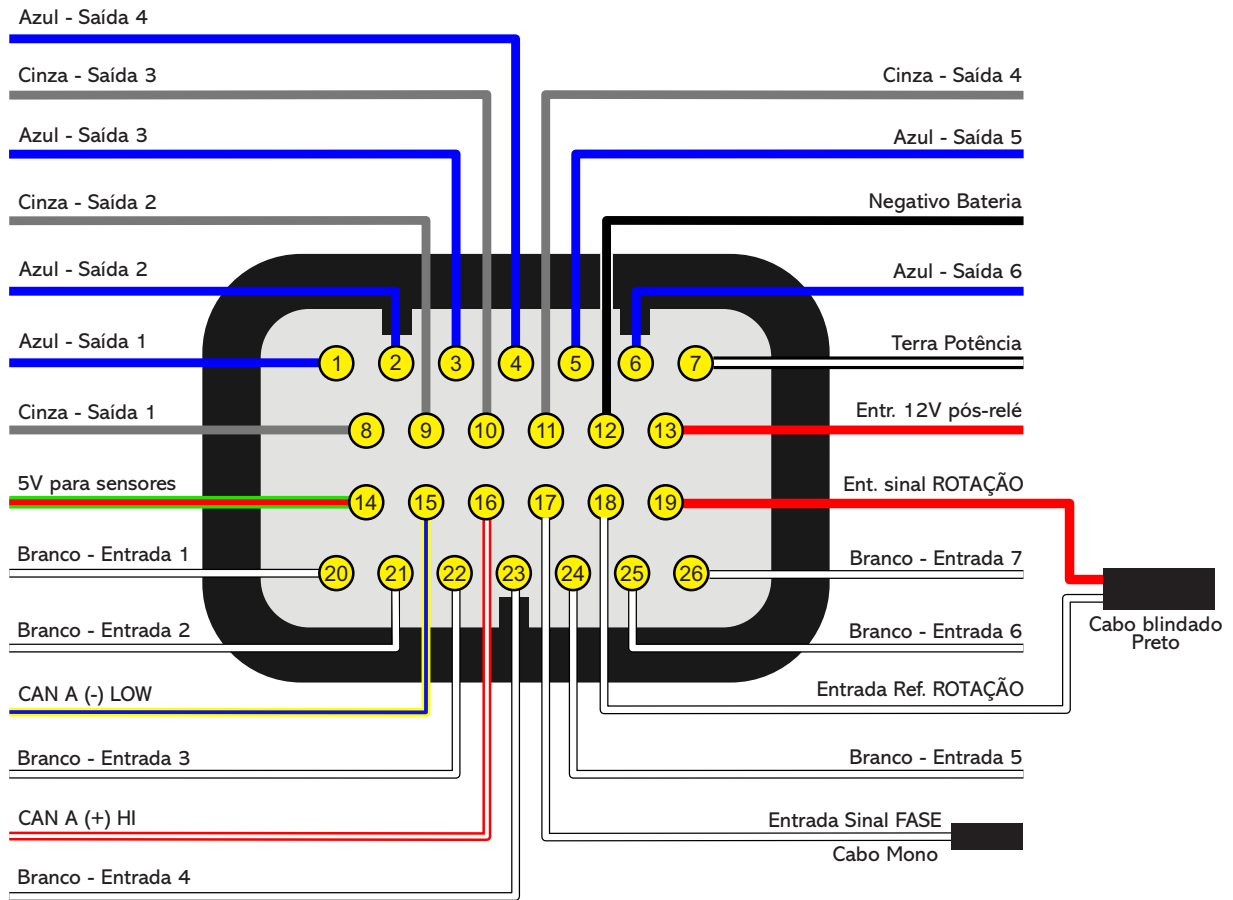 Azul - Saída 4
Cinza - Saída 3
Cinza - Saída 4
Azul - Saída 3
Azul - Saída 5
Cinza - Saída 2
Negativo Bateria
Azul - Saída 2
Azul - Saída 6
Azul - Saída 1
Terra Potência
1 2 3 4 5 6 7
Cinza - Saída 1
Entr. 12V pós-relé
8 9 10 11 12 13
5V para sensores
Ent. sinal ROTAÇÃO
14 15 16 17 18 19
Branco - Entrada 1
Branco - Entrada 7
20 21 22 23 24 25 26
Branco - Entrada 2
Branco - Entrada 6
Cabo blindado
Preto
CAN A (-) LOW
Entrada Ref. ROTAÇÃO
Branco - Entrada 3
Branco - Entrada 5
CAN A (+) HI
Entrada Sinal FASE
Cabo Mono
Branco - Entrada 4